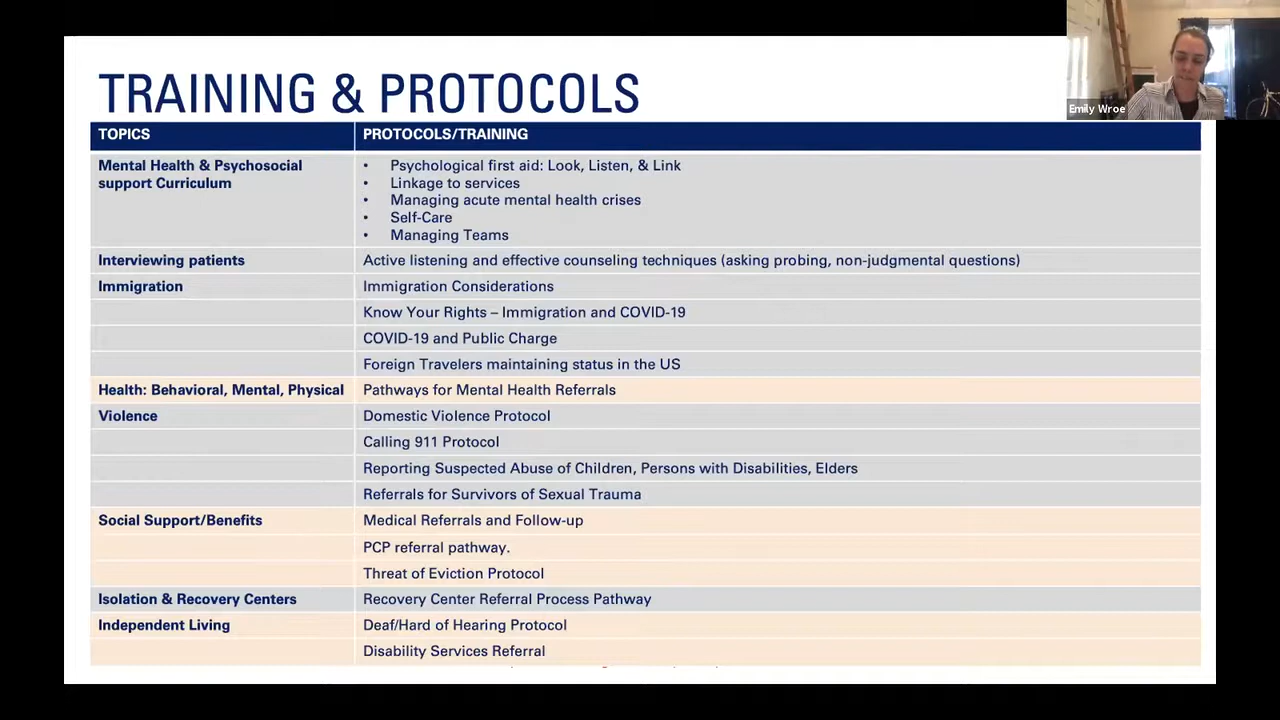 TRAINING & PROTOCOLS
Emily Wroe
TOPICS
PROTOCOLS/TRAINING
Mental Health & Psychosocial
support Curriculum
• Psychological first aid: Look, Listen, & Link
• Linkage to services
• Managing acute mental health crises
• Self-Care
• Managing Teams
Interviewing patients
Active listening and effective counseling techniques (asking probing, non-judgmental questions)
Immigration
Immigration Considerations
Know Your Rights – Immigration and COVID-19
COVID-19 and Public Charge
Foreign Travelers maintaining status in the US
Health: Behavioral, Mental, Physical
Pathways for Mental Health Referrals
Violence
Domestic Violence Protocol
Calling 911 Protocol
Reporting Suspected Abuse of Children, Persons with Disabilities, Elders
Referrals for Survivors of Sexual Trauma
Social Support/Benefits
Medical Referrals and Follow-up
PCP referral pathway.
Threat of Eviction Protocol
Isolation & Recovery Centers
Recovery Center Referral Process Pathway
Independent Living
Deaf/Hard of Hearing Protocol
Disability Services Referral